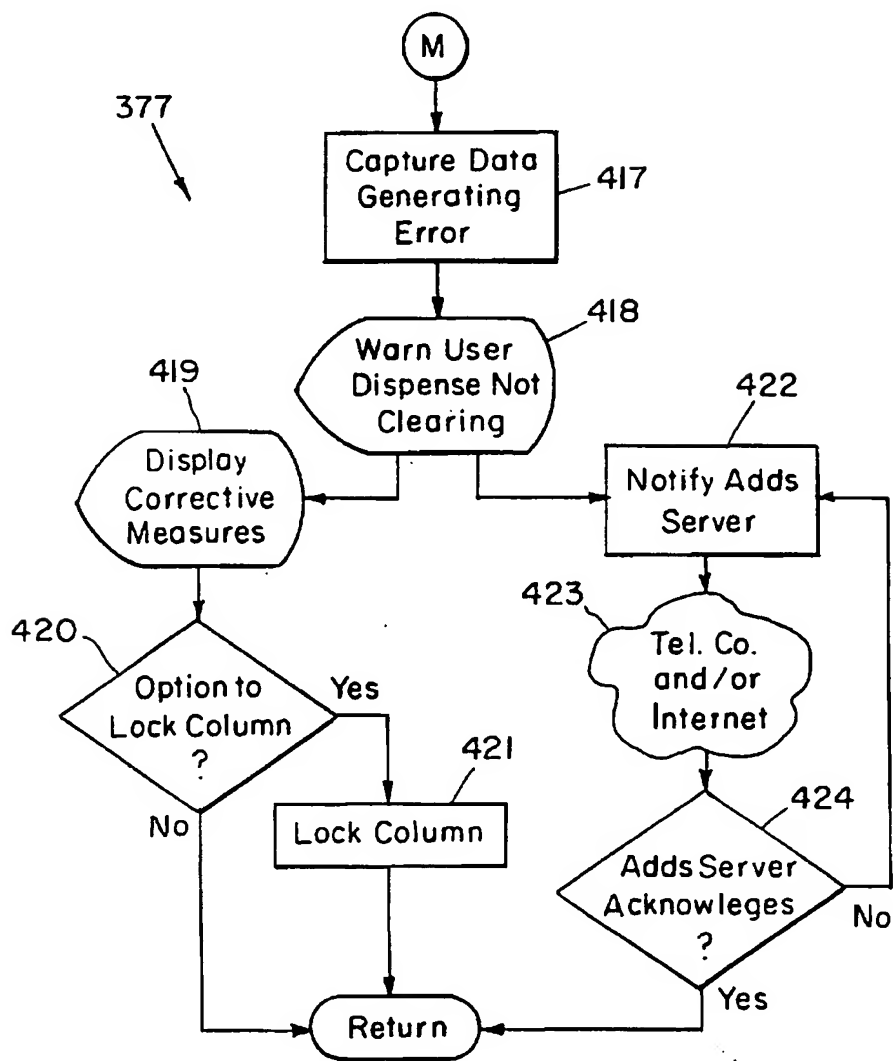 M
377
Capture Data
Generating
Error
417
Warn User
Dispense Not
Clearing
418
419
Display
Corrective
Measures
422
Notify Adds
Server
420
Option to
Lock Column
?
Yes
No
423
Tel. Co.
and/or
Internet
421
Lock Column
424
Adds Server
Acknowleges
?
No
Yes
Return